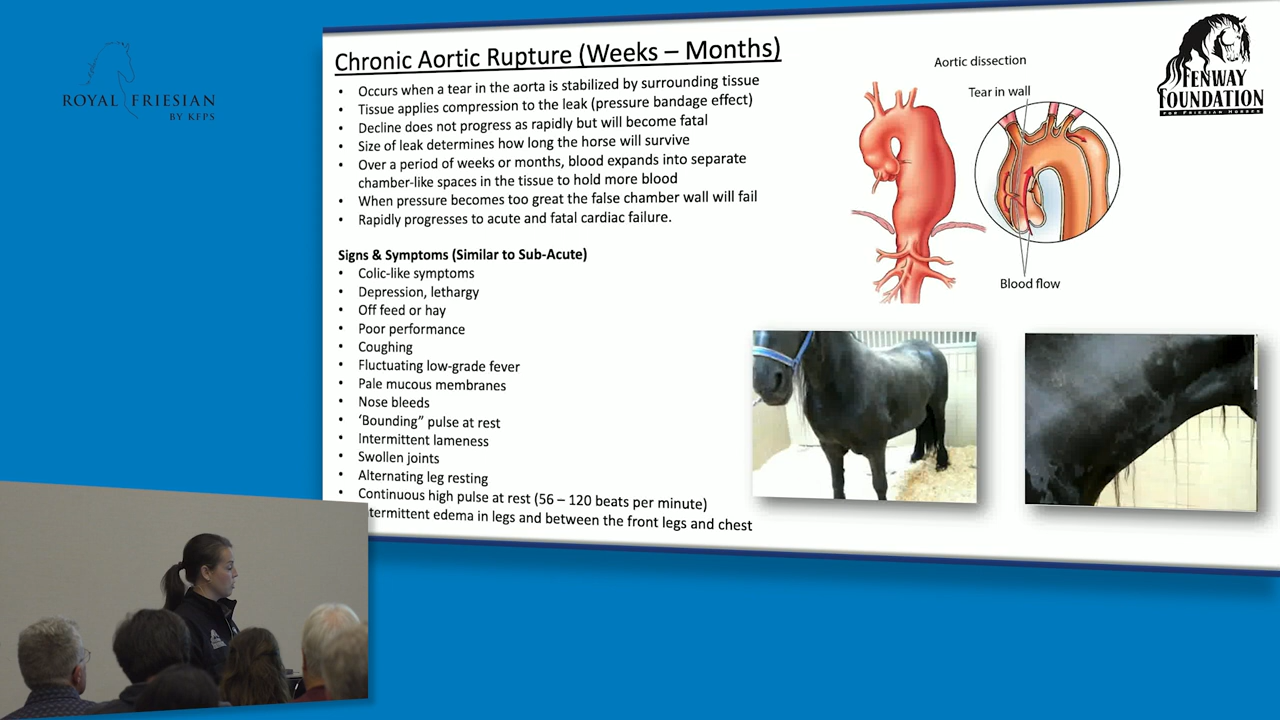 ROYAL FRIESIAN
BY KFPS
Chronic Aortic Rupture (Weeks – Months)
• Occurs when a tear in the aorta is stabilized by surrounding tissue
• Tissue applies compression to the leak (pressure bandage effect)
• Decline does not progress as rapidly but will become fatal
• Size of leak determines how long the horse will survive
• Over a period of weeks or months, blood expands into separate
chamber-like spaces in the tissue to hold more blood
• When pressure becomes too great the false chamber wall will fail
• Rapidly progresses to acute and fatal cardiac failure.
Signs & Symptoms (Similar to Sub-Acute)
• Colic-like symptoms
• Depression, lethargy
• Off feed or hay
• Poor performance
• Coughing
• Fluctuating low-grade fever
• Pale mucous membranes
• Nose bleeds
• ‘Bounding” pulse at rest
• Intermittent lameness
• Swollen joints
• Alternating leg resting
• Continuous high pulse at rest (56 – 120 beats per minute)
ntermittent edema in legs and between the front legs and chest
Aortic dissection
Tear in wall
Blood flow
FENWAY
FOUNDATION
FOR FRIESIAN HORSES